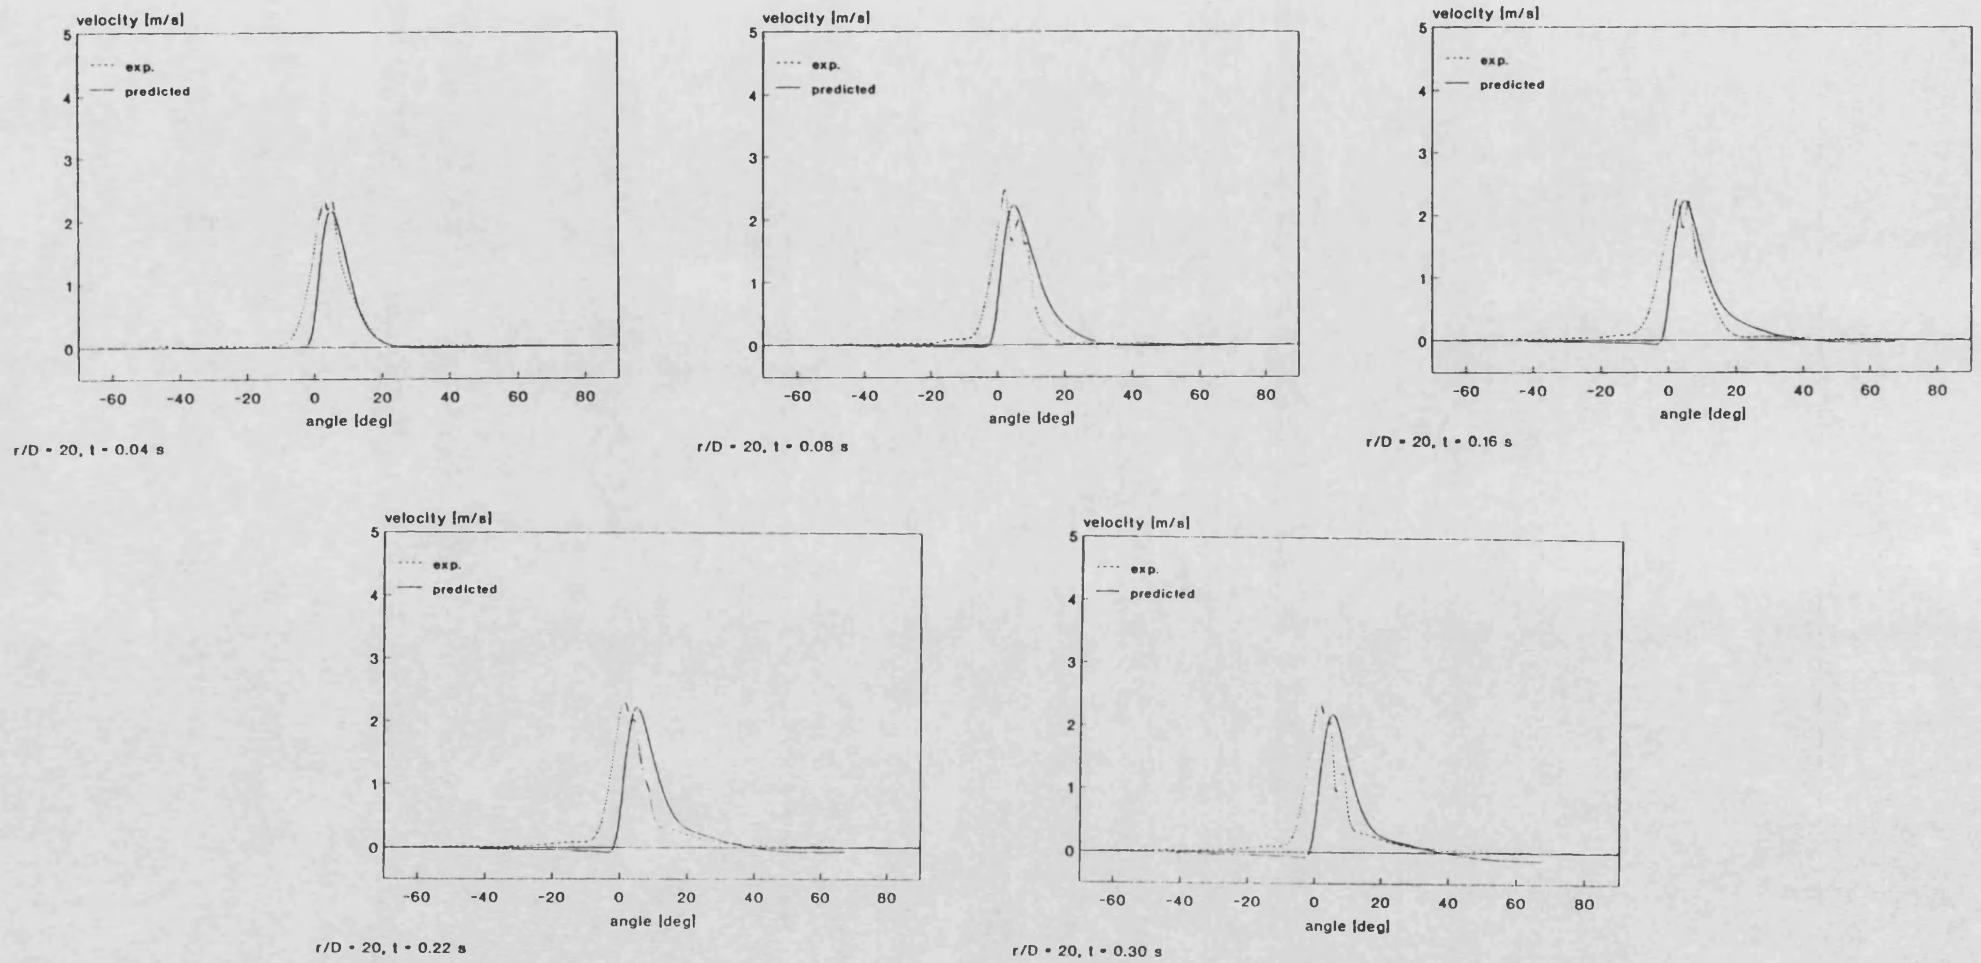 velocity [m/s]
5
4
3
2
1
0
exp.
predicted
-60 -40 -20 0 20 40 60 80
angle [deg]
r/D = 20, t = 0.04 s
velocity [m/s]
5
4
3
2
1
0
exp.
predicted
-60 -40 -20 0 20 40 60 80
angle [deg]
r/D = 20, t = 0.08 s
velocity [m/s]
5
4
3
2
1
0
exp.
predicted
-60 -40 -20 0 20 40 60 80
angle [deg]
r/D = 20, t = 0.16 s
velocity [m/s]
5
4
3
2
1
0
exp.
predicted
-60 -40 -20 0 20 40 60 80
angle [deg]
r/D = 20, t = 0.22 s
velocity [m/s]
5
4
3
2
1
0
exp.
predicted
-60 -40 -20 0 20 40 60 80
angle [deg]
r/D = 20, t = 0.30 s